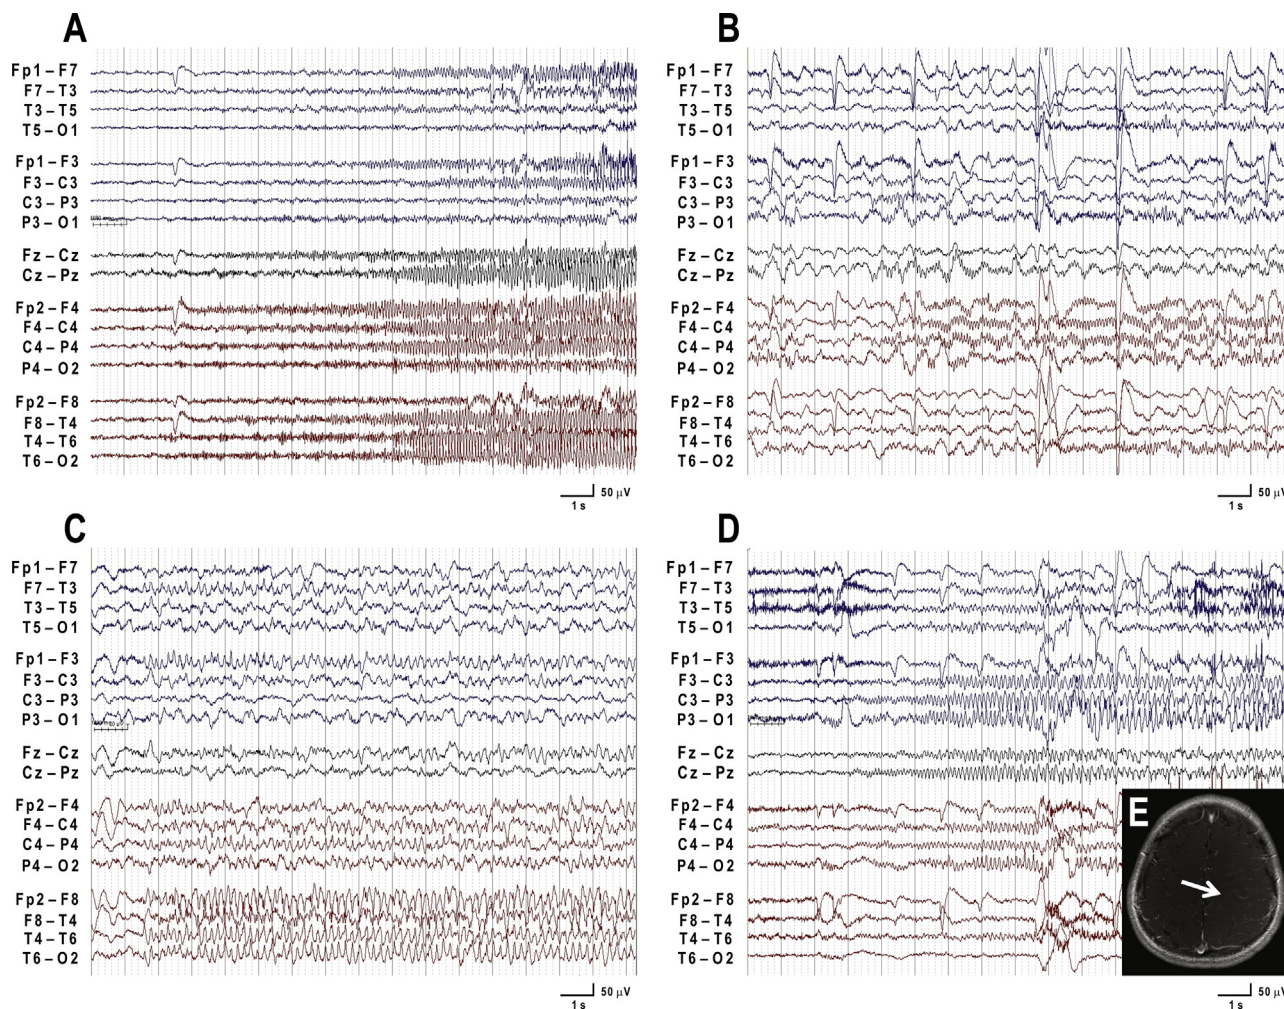 A
Fp1–F7
F7–T3
T3–T5
T5–O1
Fp1–F3
F3–C3
C3–P3
P3–O1
Fz–Cz
Cz–Pz
Fp2–F4
F4–C4
C4–P4
P4–O2
Fp2–F8
F8–T4
T4–T6
T6–O2
50 µV
1 s
B
Fp1–F7
F7–T3
T3–T5
T5–O1
Fp1–F3
F3–C3
C3–P3
P3–O1
Fz–Cz
Cz–Pz
Fp2–F4
F4–C4
C4–P4
P4–O2
Fp2–F8
F8–T4
T4–T6
T6–O2
50 µV
1 s
C
Fp1–F7
F7–T3
T3–T5
T5–O1
Fp1–F3
F3–C3
C3–P3
P3–O1
Fz–Cz
Cz–Pz
Fp2–F4
F4–C4
C4–P4
P4–O2
Fp2–F8
F8–T4
T4–T6
T6–O2
50 µV
1 s
D
Fp1–F7
F7–T3
T3–T5
T5–O1
Fp1–F3
F3–C3
C3–P3
P3–O1
Fz–Cz
Cz–Pz
Fp2–F4
F4–C4
C4–P4
P4–O2
Fp2–F8
F8–T4
T4–T6
T6–O2
E
50 µV
1 s